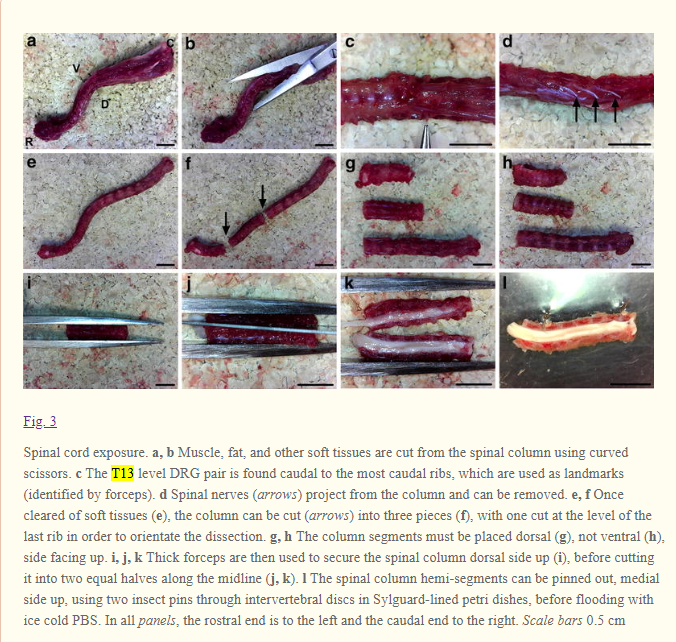 a
b
c
d
V
C
D
R
e
f
g
h
i
j
k
l
Fig. 3
Spinal cord exposure. a, b Muscle, fat, and other soft tissues are cut from the spinal column using curved
scissors. c The T13 level DRG pair is found caudal to the most caudal ribs, which are used as landmarks
(identified by forceps). d Spinal nerves (arrows) project from the column and can be removed. e, f Once
cleared of soft tissues (e), the column can be cut (arrows) into three pieces (f), with one cut at the level of the
last rib in order to orientate the dissection. g, h The column segments must be placed dorsal (g), not ventral (h),
side facing up. i, j, k Thick forceps are then used to secure the spinal column dorsal side up (i), before cutting
it into two equal halves along the midline (j, k). l The spinal column hemi-segments can be pinned out, medial
side up, using two insect pins through intervertebral discs in Sylguard-lined petri dishes, before flooding with
ice cold PBS. In all panels, the rostral end is to the left and the caudal end to the right. Scale bars 0.5 cm